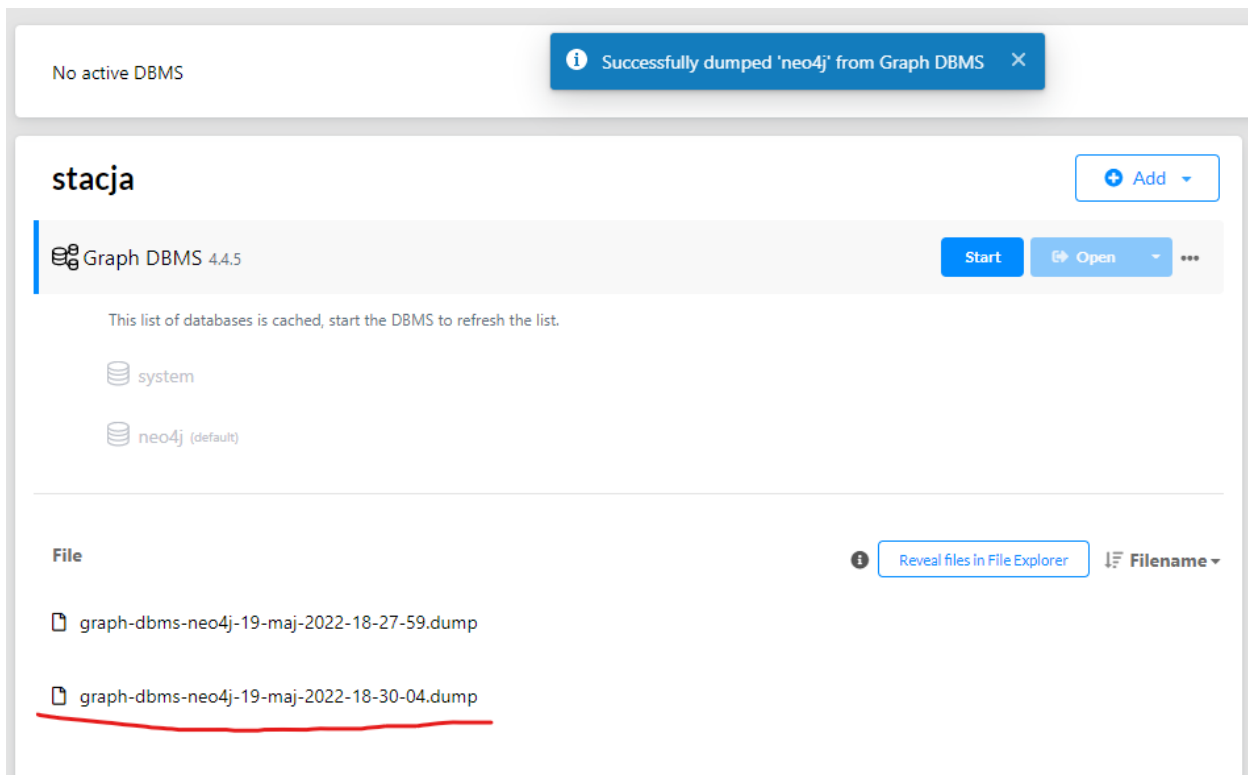 No active DBMS
Successfully dumped 'neo4j' from Graph DBMS
stacja
Add
Graph DBMS 4.4.5
Start
Open
This list of databases is cached, start the DBMS to refresh the list.
system
neo4j (default)
File
Reveal files in File Explorer
Filename
graph-dbms-neo4j-19-maj-2022-18-27-59.dump
graph-dbms-neo4j-19-maj-2022-18-30-04.dump